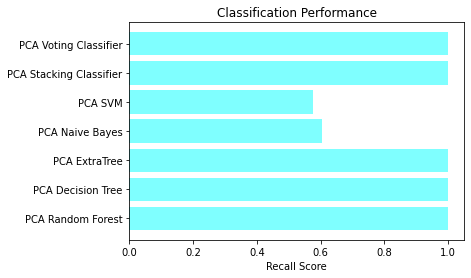 Classification Performance
PCA Voting Classifier
PCA Stacking Classifier
PCA SVM
PCA Naive Bayes
PCA ExtraTree
PCA Decision Tree
PCA Random Forest
0.0 0.2 0.4 0.6 0.8 1.0
Recall Score